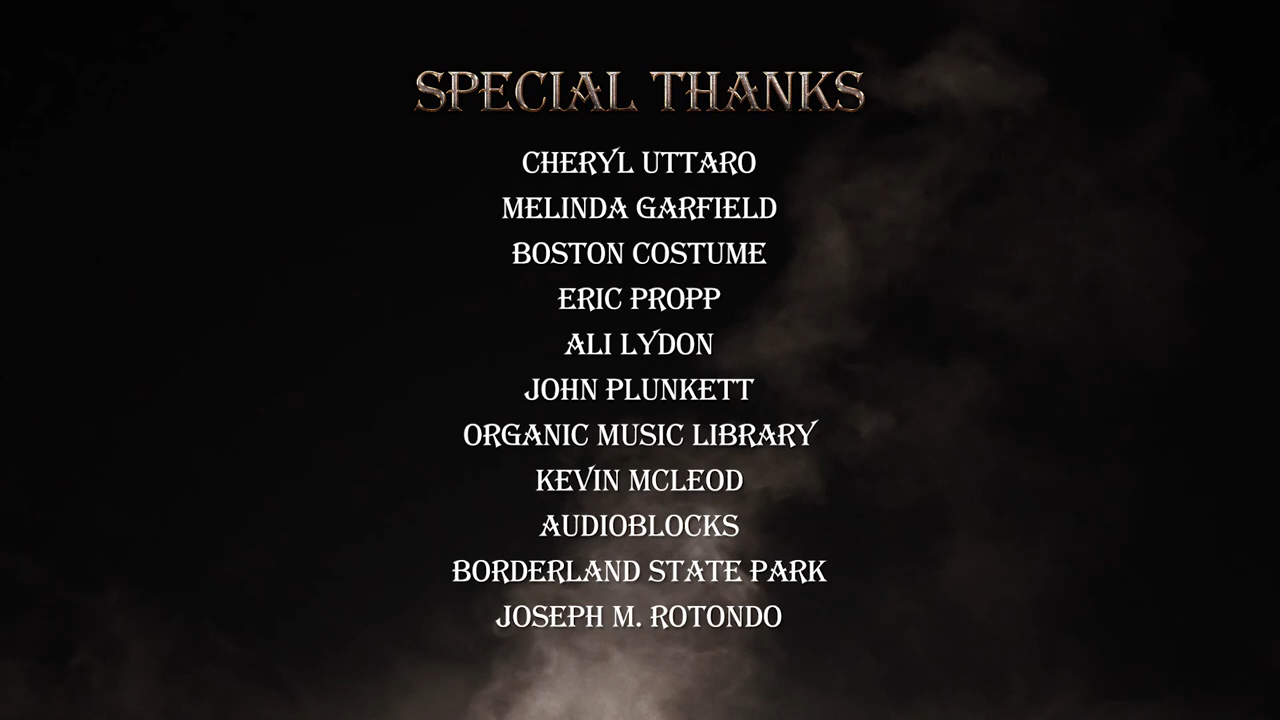 SPECIAL THANKS
CHERYL UTTARO
MELINDA GARFIELD
BOSTON COSTUME
ERIC PROPP
ALI LYDON
JOHN PLUNKETT
ORGANIC MUSIC LIBRARY
KEVIN MCLEOD
AUDIOBLOCKS
BORDERLAND STATE PARK
JOSEPH M. ROTONDO